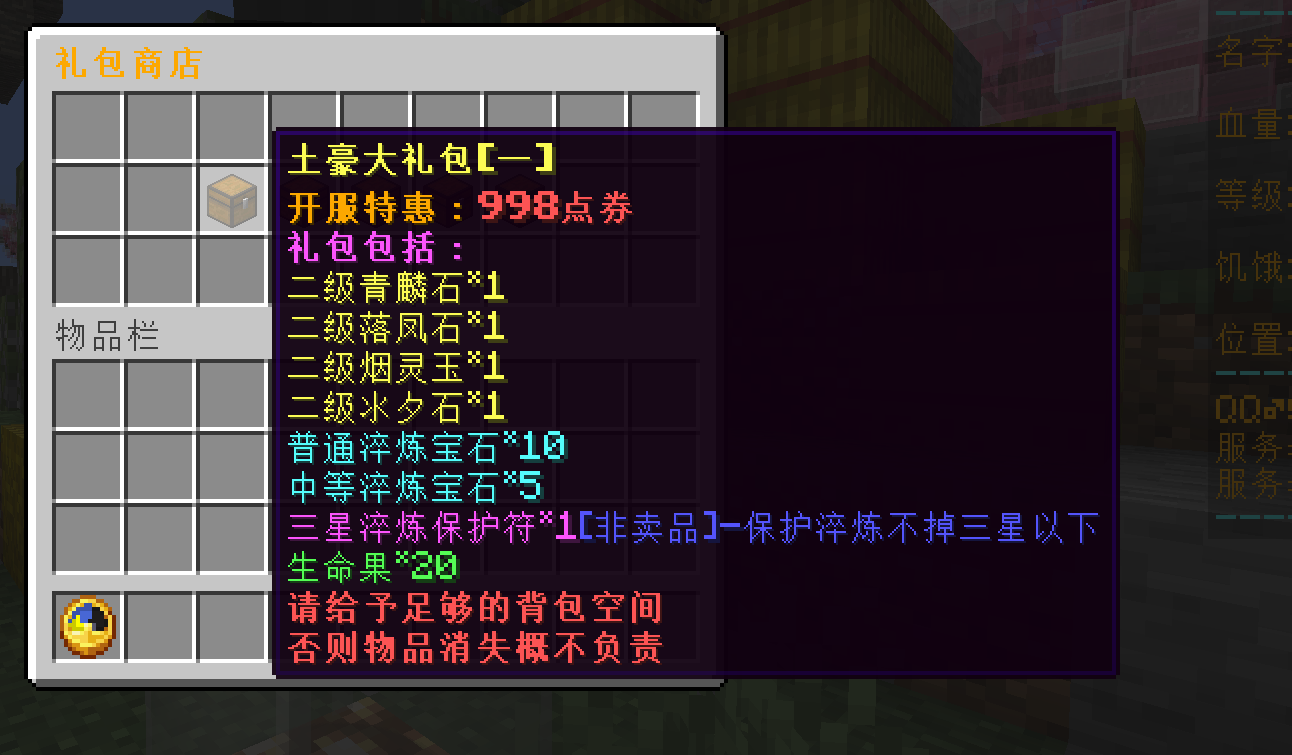 礼包商店
土豪大礼包[一]
开服特惠：998点券
礼包包括：
二级青麟石*1
二级落凤石*1
二级烟灵玉*1
二级氷夕石*1
普通淬炼宝石*10
中等淬炼宝石*5
三星淬炼保护符*1[非卖品]-保护淬炼不掉三星以下
生命果*20
请给予足够的背包空间
否则物品消失概不负责
物品栏
名字:
血量:
等级:
饥饿:
位置:
QQ
服务
服务